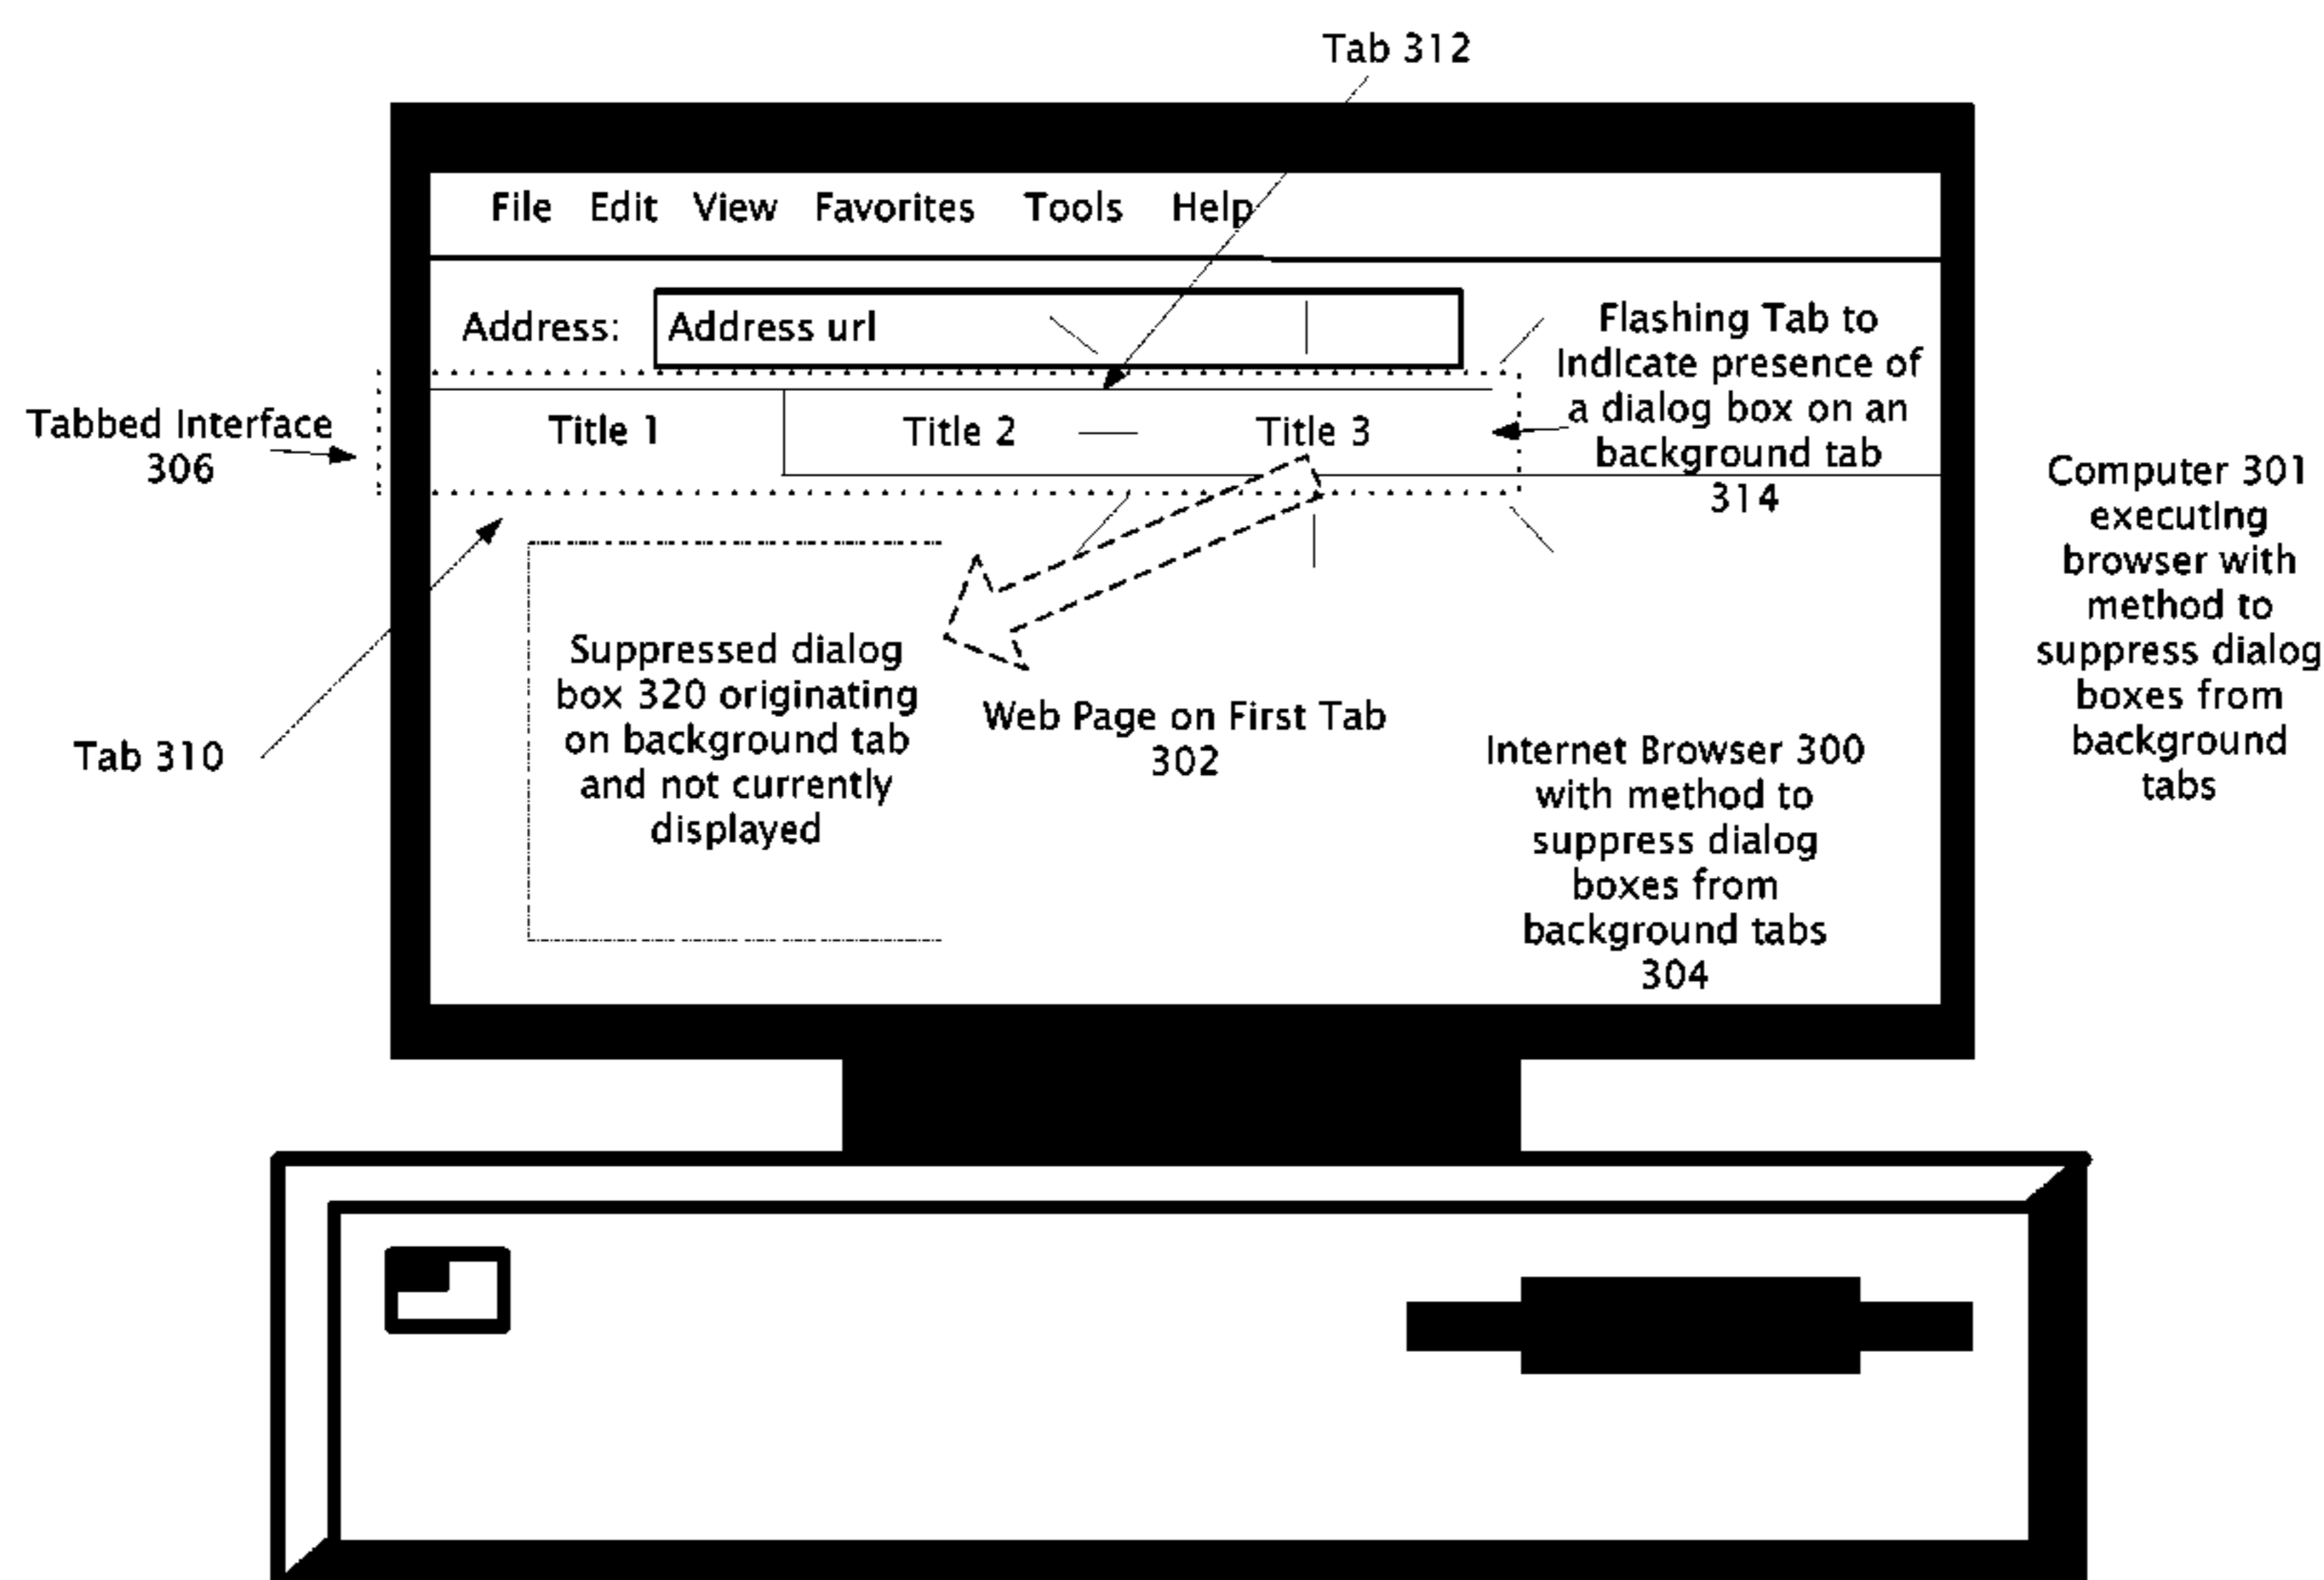 Tab 312
File Edit View Favorites Tools Help
Address: Address url
Flashing Tab to
indicate presence of
a dialog box on an
background tab
314
Tabbed Interface
306
Title 1 Title 2 Title 3
Computer 301
executing
browser with
method to
suppress dialog
boxes from
background
tabs
Suppressed dialog
box 320 originating
on background tab
and not currently
displayed
Web Page on First Tab
302
Tab 310
Internet Browser 300
with method to
suppress dialog
boxes from
background tabs
304